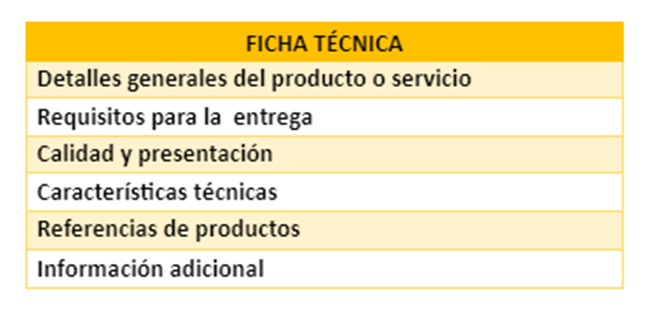 FICHA TÉCNICA
Detalles generales del producto o servicio
Requisitos para la entrega
Calidad y presentación
Características técnicas
Referencias de productos
Información adicional